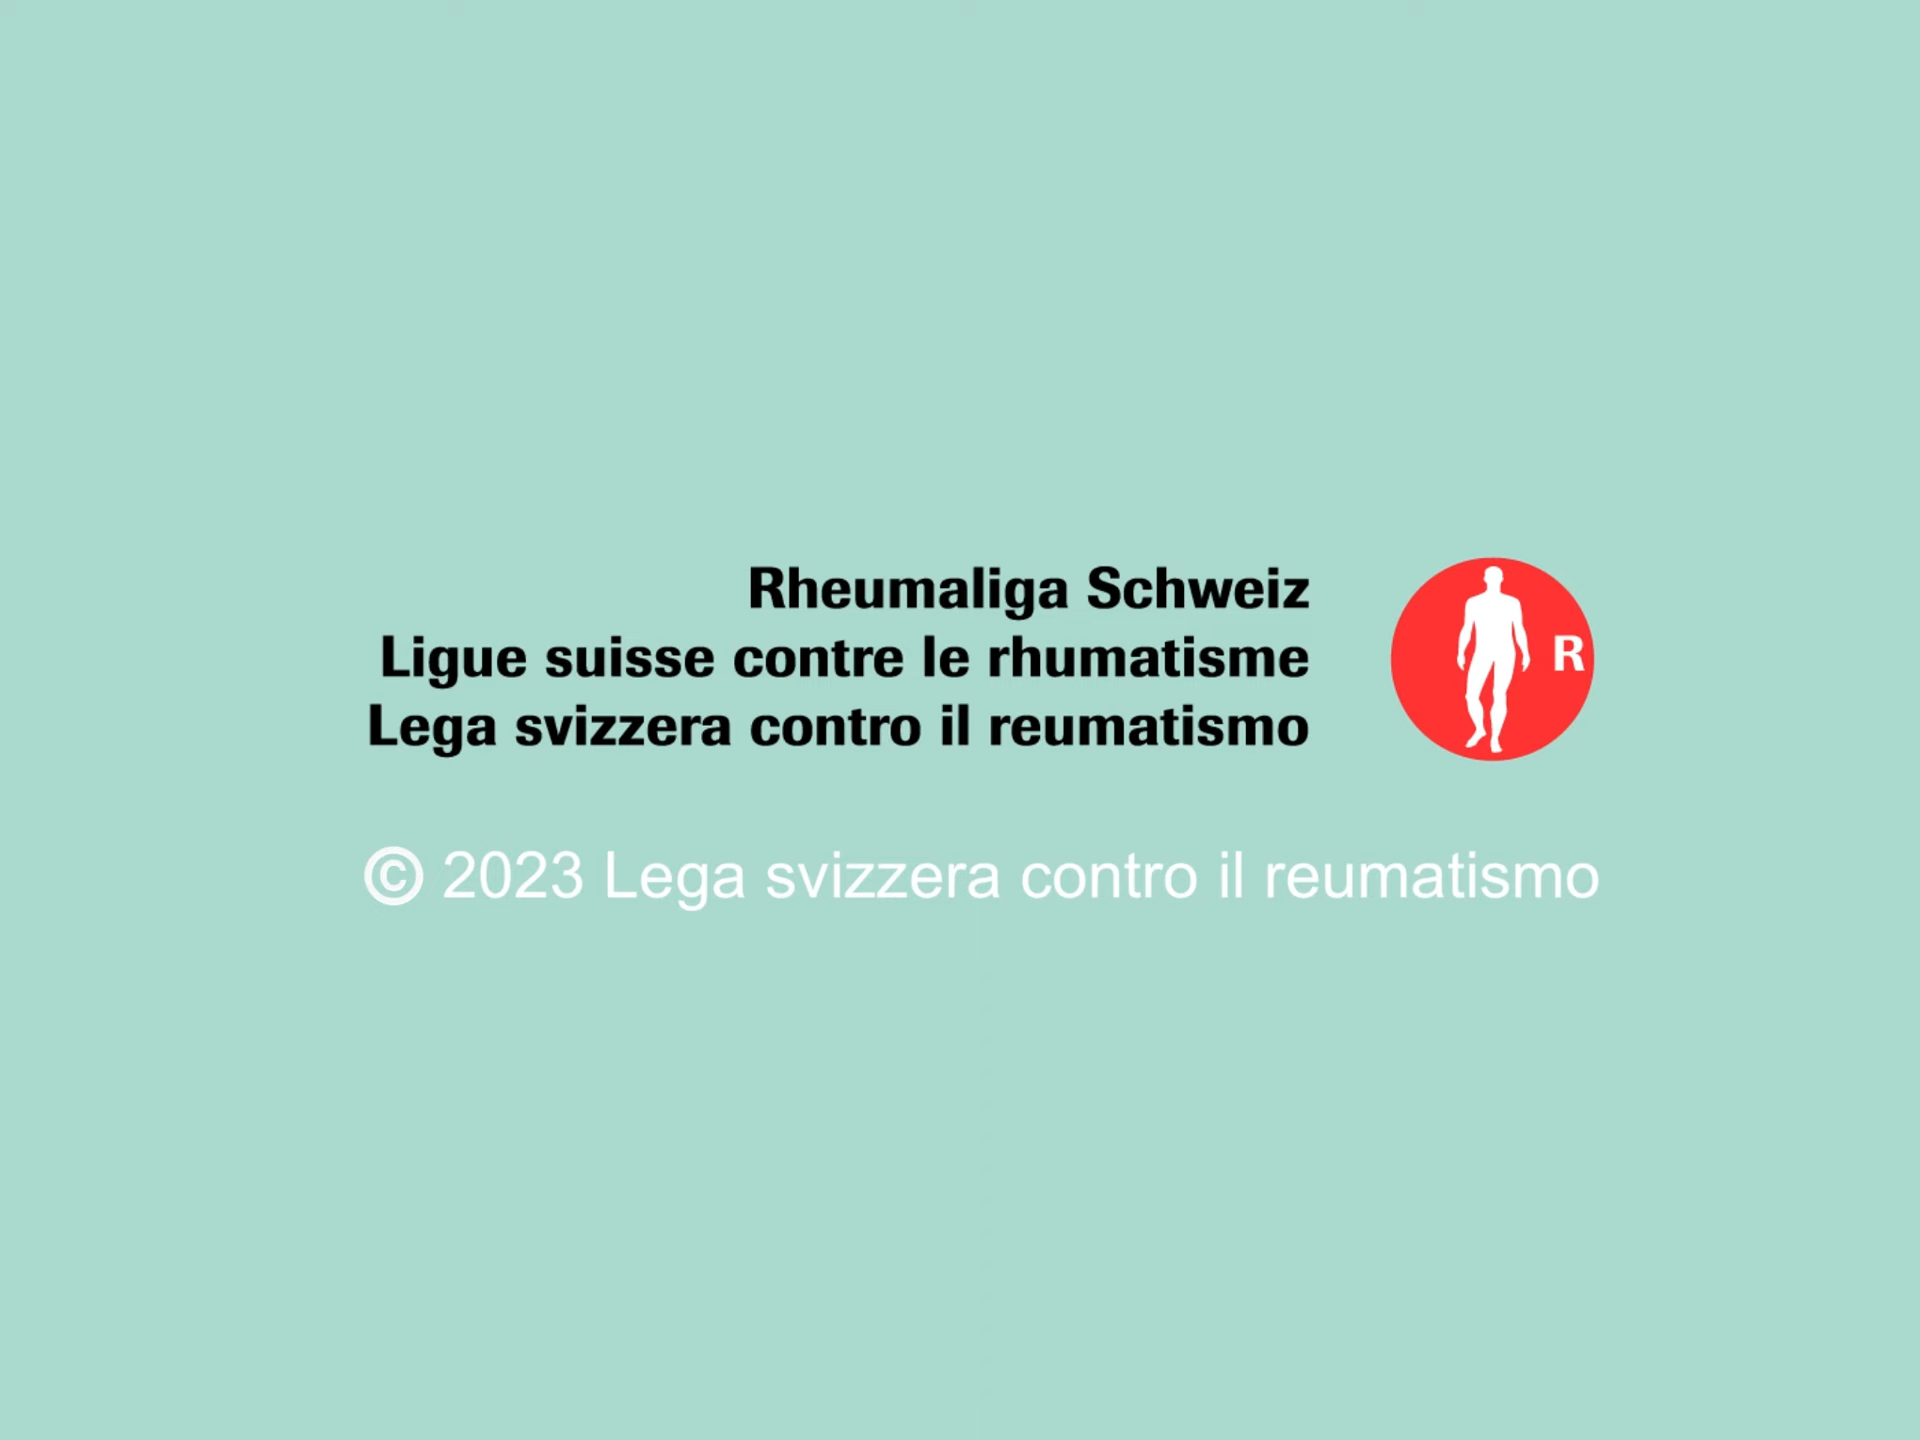 Rheumaliga Schweiz
Ligue suisse contre le rhumatisme
Lega svizzera contro il reumatismo
R
© 2023 Lega svizzera contro il reumatismo